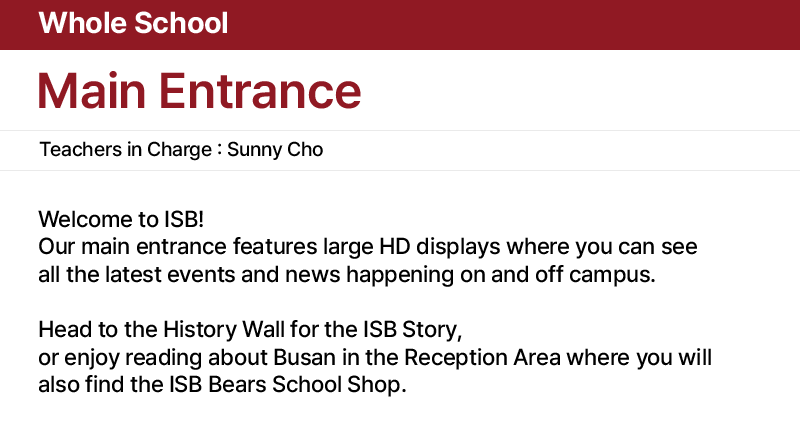 Whole School
Main Entrance
Teachers in Charge : Sunny Cho
Welcome to ISB!
Our main entrance features large HD displays where you can see
all the latest events and news happening on and off campus.
Head to the History Wall for the ISB Story,
or enjoy reading about Busan in the Reception Area where you will
also find the ISB Bears School Shop.